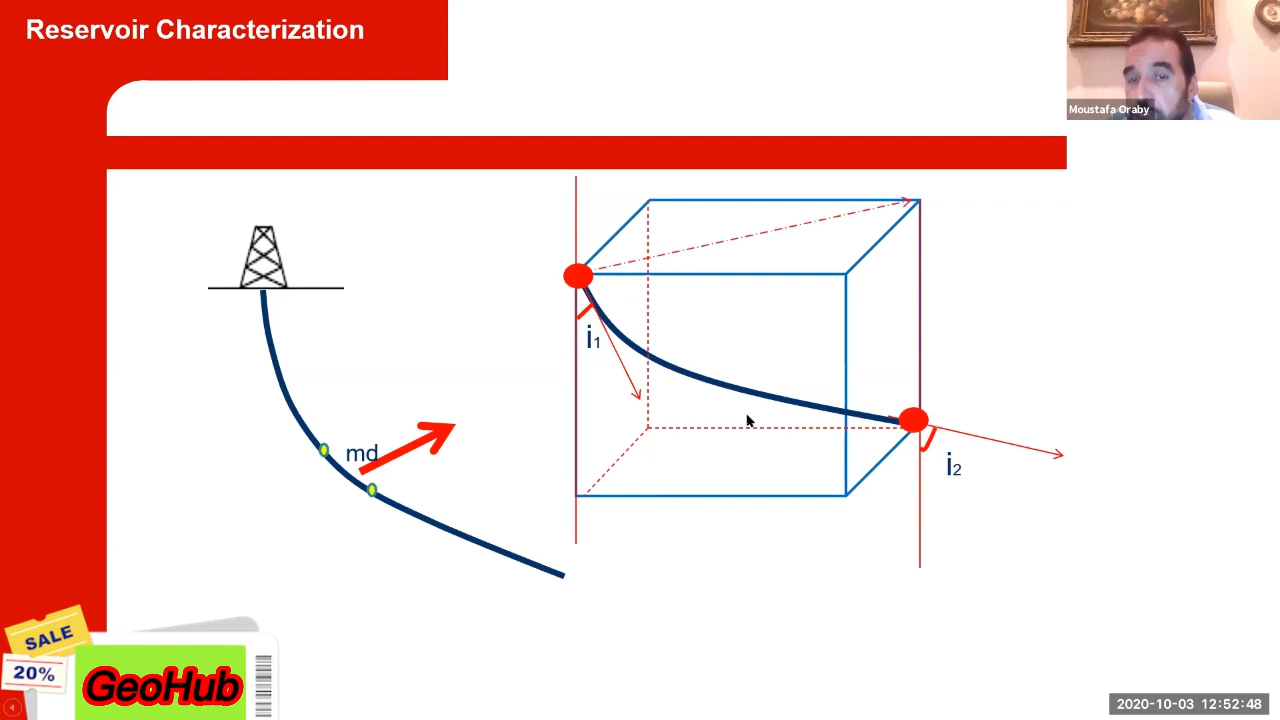 Reservoir Characterization
Moustafa Oraby
md
i1
i2
SALE
20%
GeoHub
2020-10-03 12:52:48